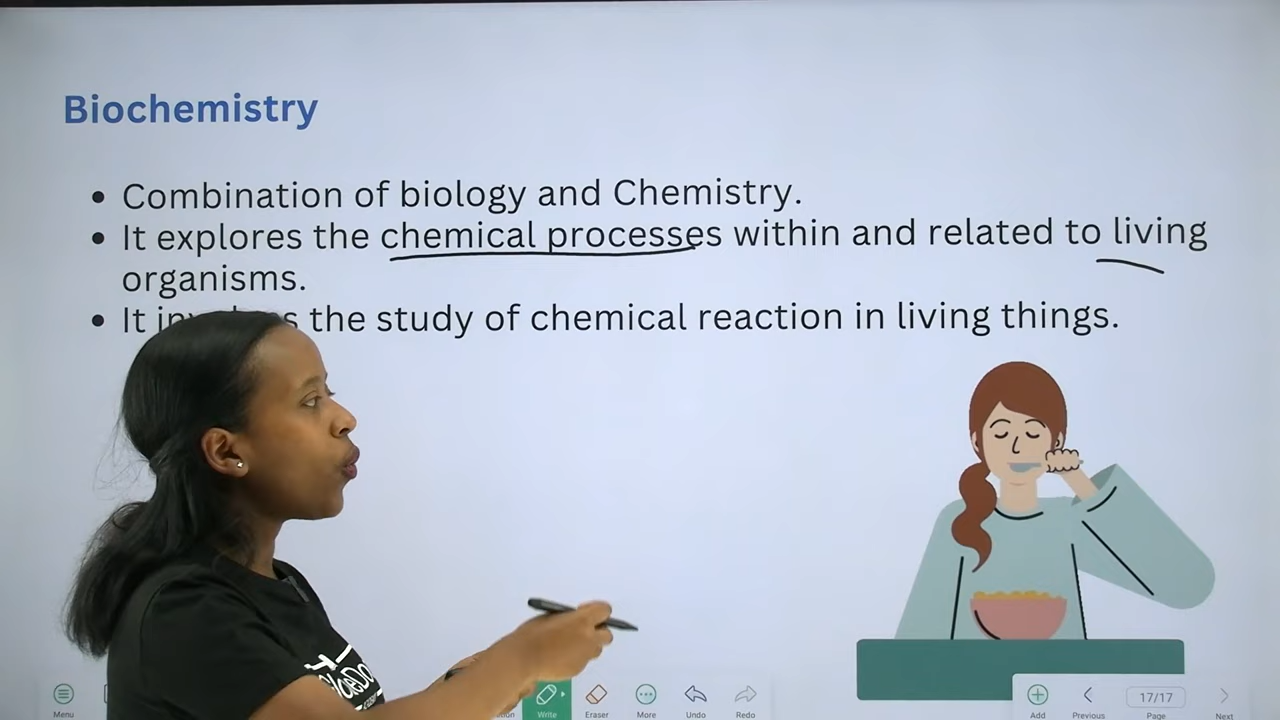 Biochemistry
• Combination of biology and Chemistry.
• It explores the chemical processes within and related to living
organisms.
• It the study of chemical reaction in living things.
Menu
Write
Eraser
More
Undo
Redo
Add
Previous
17/17
Page
Next